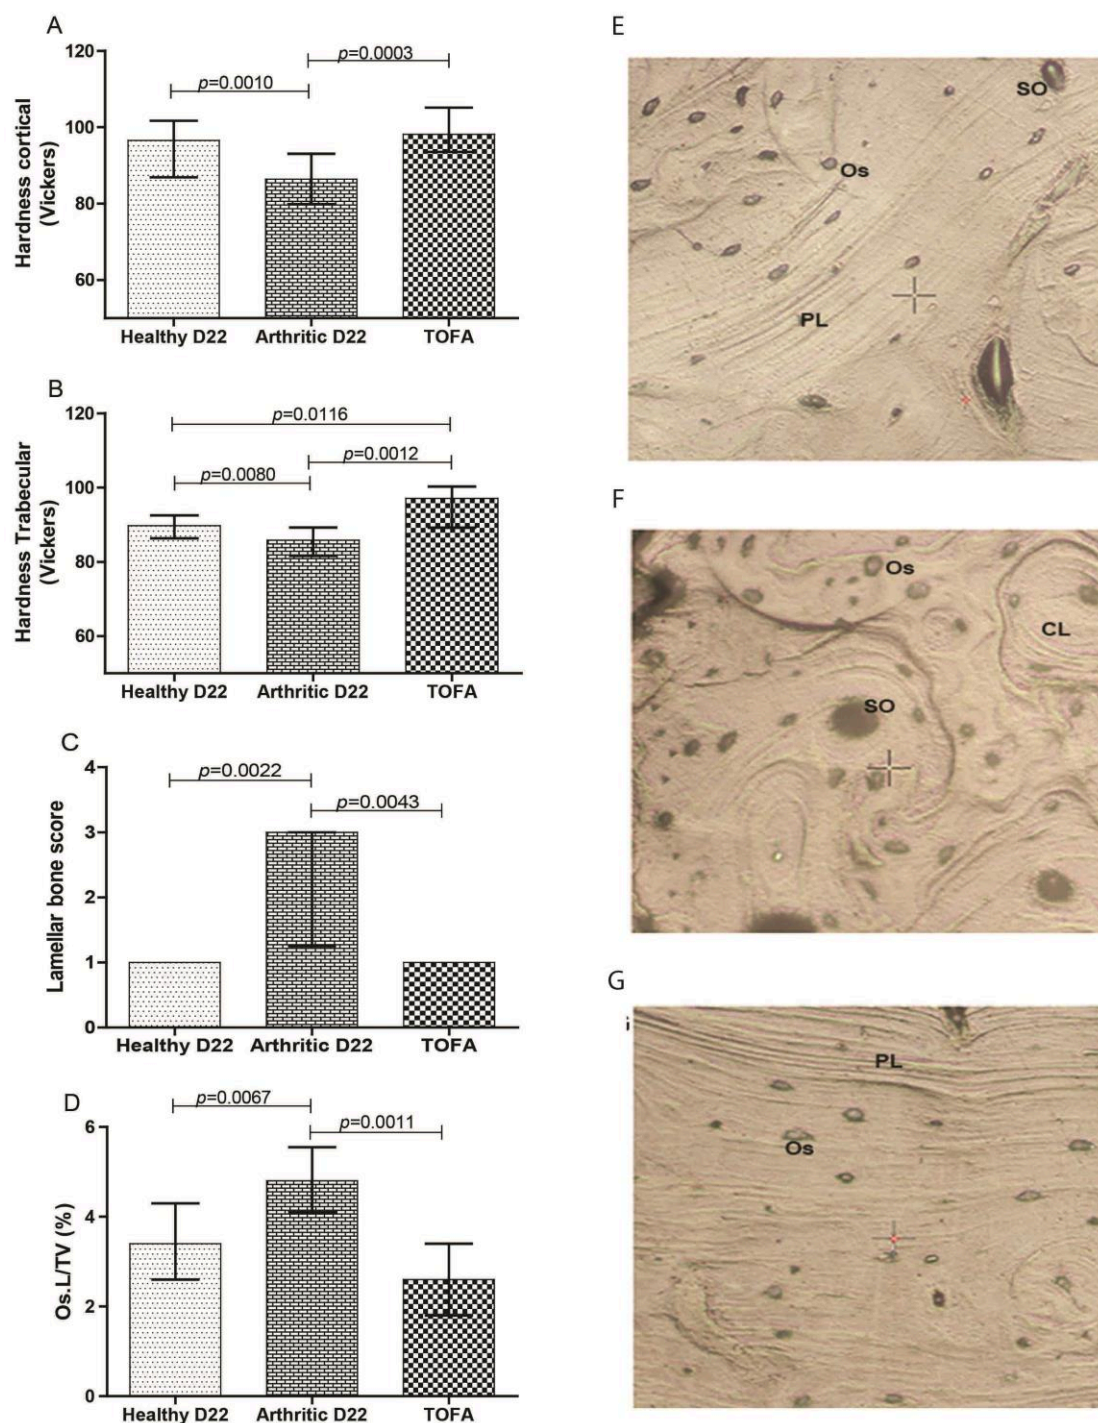 A
120
100
80
60
Hardness cortical
(Vickers)
p=0.0010
p=0.0003
Healthy D22
Arthritic D22
TOFA
B
120
100
80
60
Hardness Trabecular
(Vickers)
p=0.0116
p=0.0080
p=0.0012
Healthy D22
Arthritic D22
TOFA
C
4
3
2
1
0
Lamellar bone score
p=0.0022
p=0.0043
Healthy D22
Arthritic D22
TOFA
D
6
4
2
0
Os.L/TV (%)
p=0.0067
p=0.0011
Healthy D22
Arthritic D22
TOFA
E
SO
Os
PL
F
Os
CL
SO
G
i
PL
Os